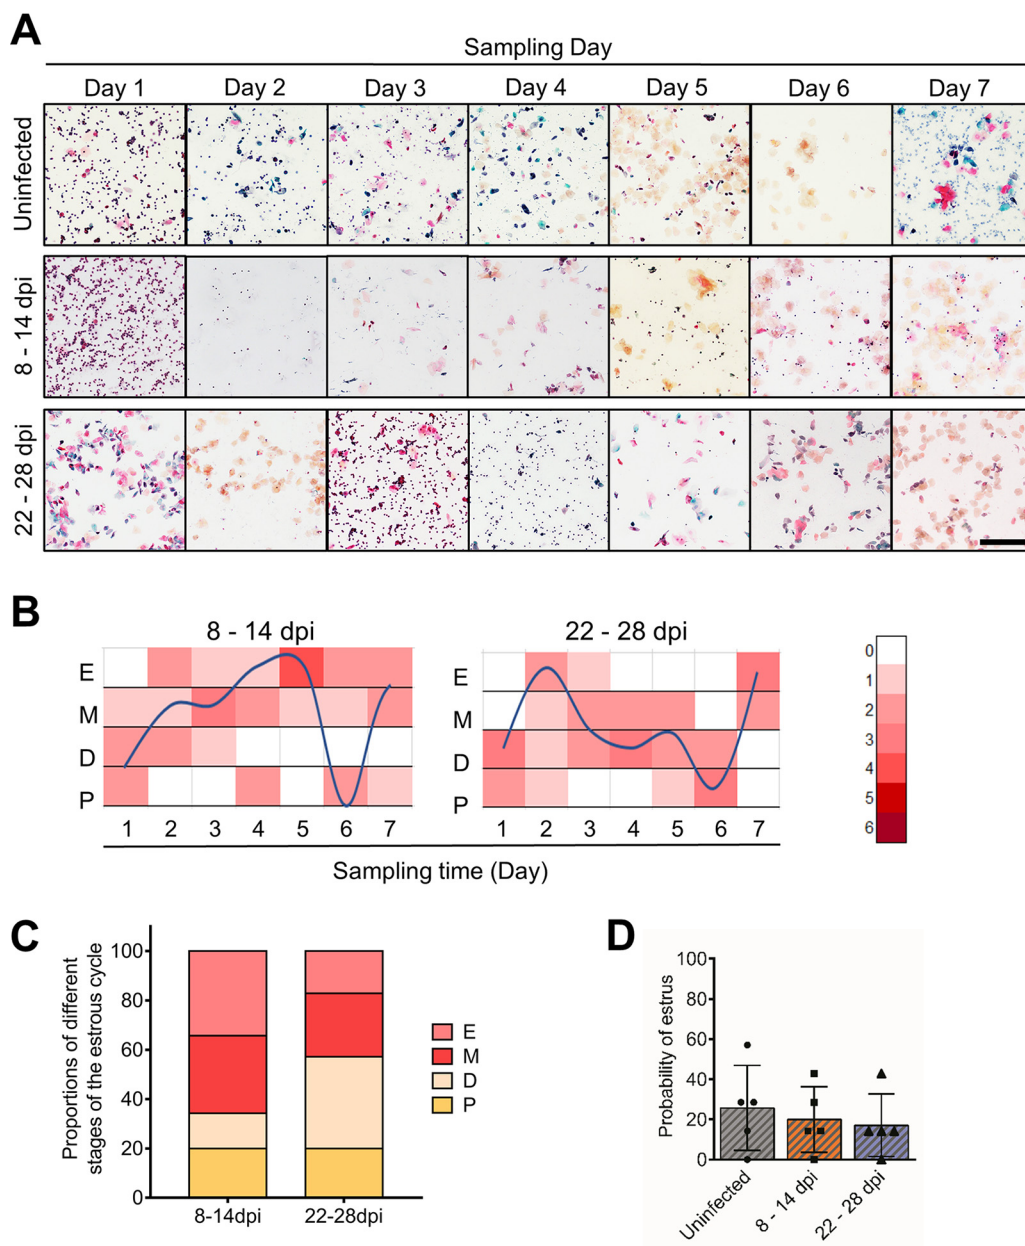 A
Sampling Day
Day 1 Day 2 Day 3 Day 4 Day 5 Day 6 Day 7
Uninfected
8 - 14 dpi
22 - 28 dpi
B
8 - 14 dpi
E
M
D
P
1 2 3 4 5 6 7
22 - 28 dpi
E
M
D
P
1 2 3 4 5 6 7
Sampling time (Day)
0
1
2
3
4
5
6
C
Proportions of different
stages of the estrous cycle
100
80
60
40
20
0
8-14dpi 22-28dpi
E
M
D
P
D
Probability of estrus
100
80
60
40
20
0
Uninfected
8 - 14 dpi
22 - 28 dpi